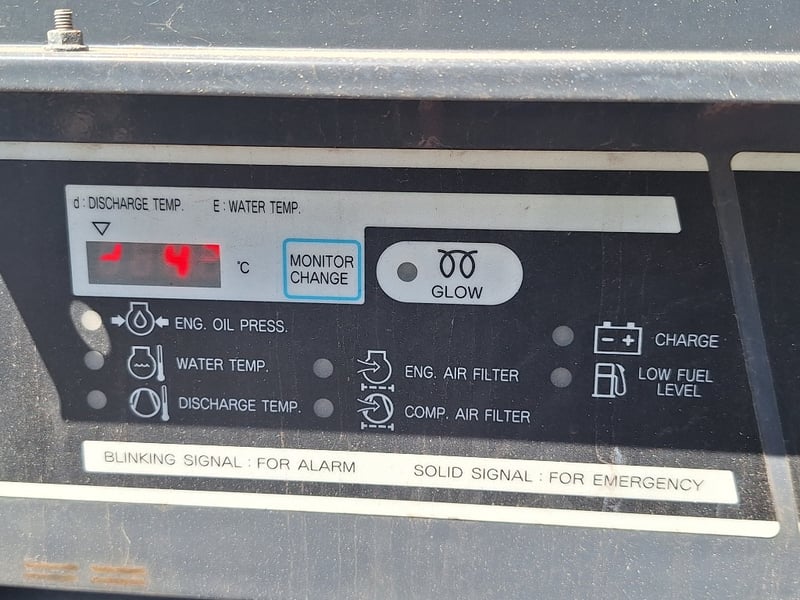 d : DISCHARGE TEMP. E : WATER TEMP.
4
°C
MONITOR
CHANGE
GLOW
ENG. OIL PRESS.
WATER TEMP.
DISCHARGE TEMP.
ENG. AIR FILTER
COMP. AIR FILTER
CHARGE
LOW FUEL
LEVEL
BLINKING SIGNAL : FOR ALARM SOLID SIGNAL : FOR EMERGENCY